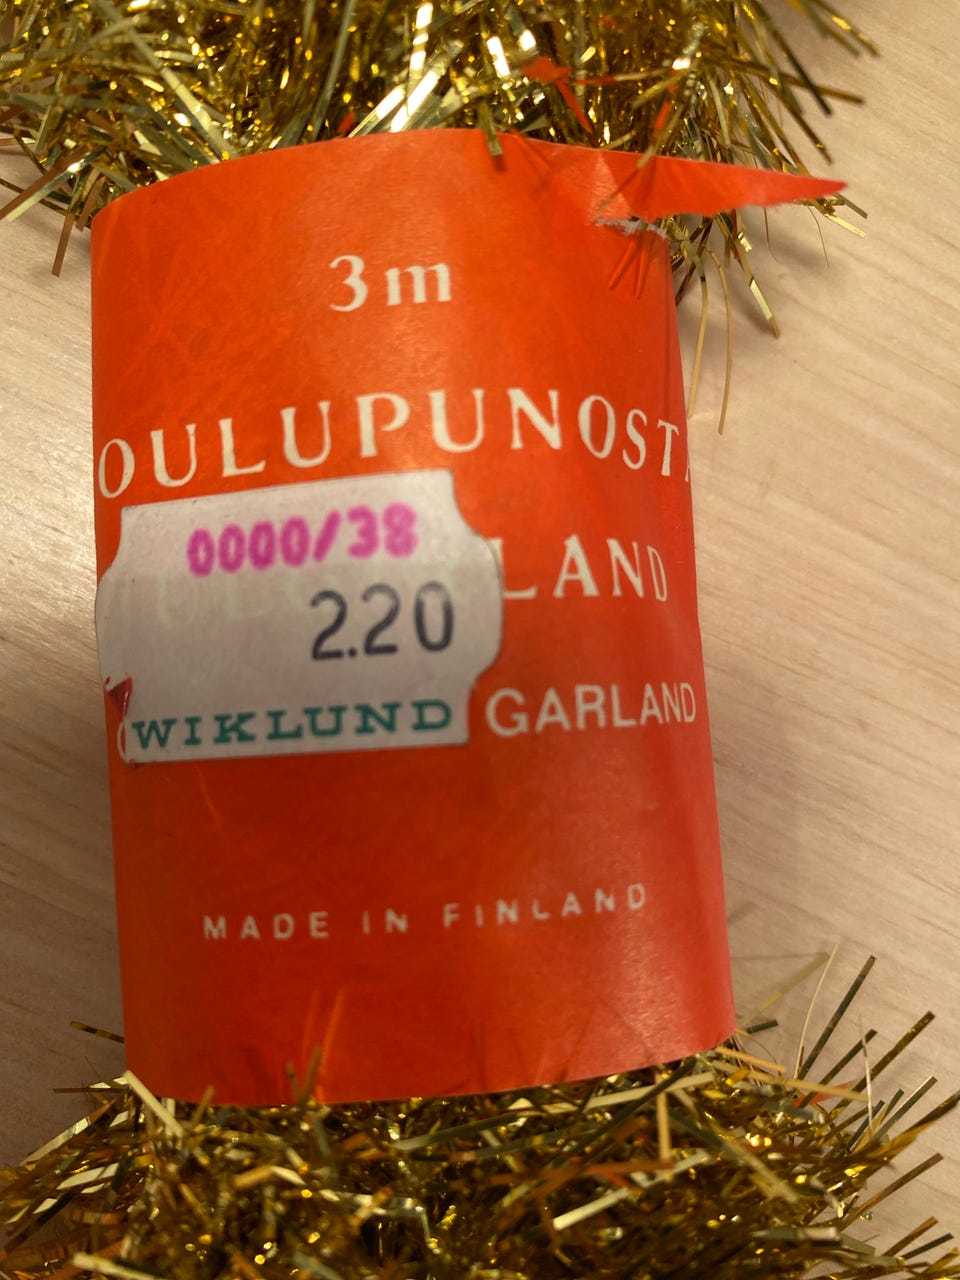 3m
OULUPUNOST
0000/38
LAND
2.20
WIKLUND
GARLAND
MADE IN FINLAND